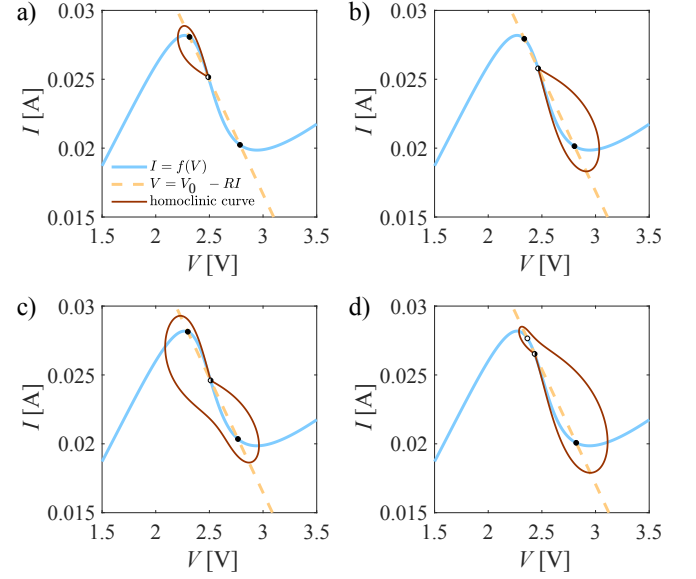 a)
0.03
0.025
0.02
0.015
I [A]
I = f(V)
V = V0 − RI
homoclinic curve
1.5 2 2.5 3 3.5
V [V]
b)
0.03
0.025
0.02
0.015
I [A]
1.5 2 2.5 3 3.5
V [V]
c)
0.03
0.025
0.02
0.015
I [A]
1.5 2 2.5 3 3.5
V [V]
d)
0.03
0.025
0.02
0.015
I [A]
1.5 2 2.5 3 3.5
V [V]